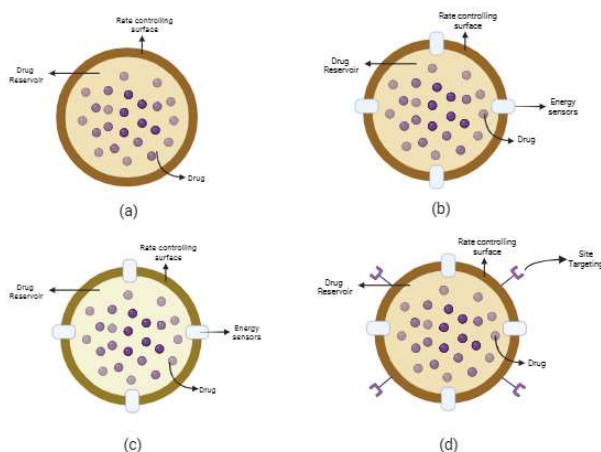 Rate controlling
surface
Drug
Reservoir
Drug
(a)
Rate controlling
surface
Drug
Reservoir
Energy
sensors
Drug
(b)
Rate controlling
surface
Drug
Reservoir
Energy
sensors
Drug
(c)
Rate controlling
surface
Site
Targeting
Drug
Reservoir
Drug
(d)